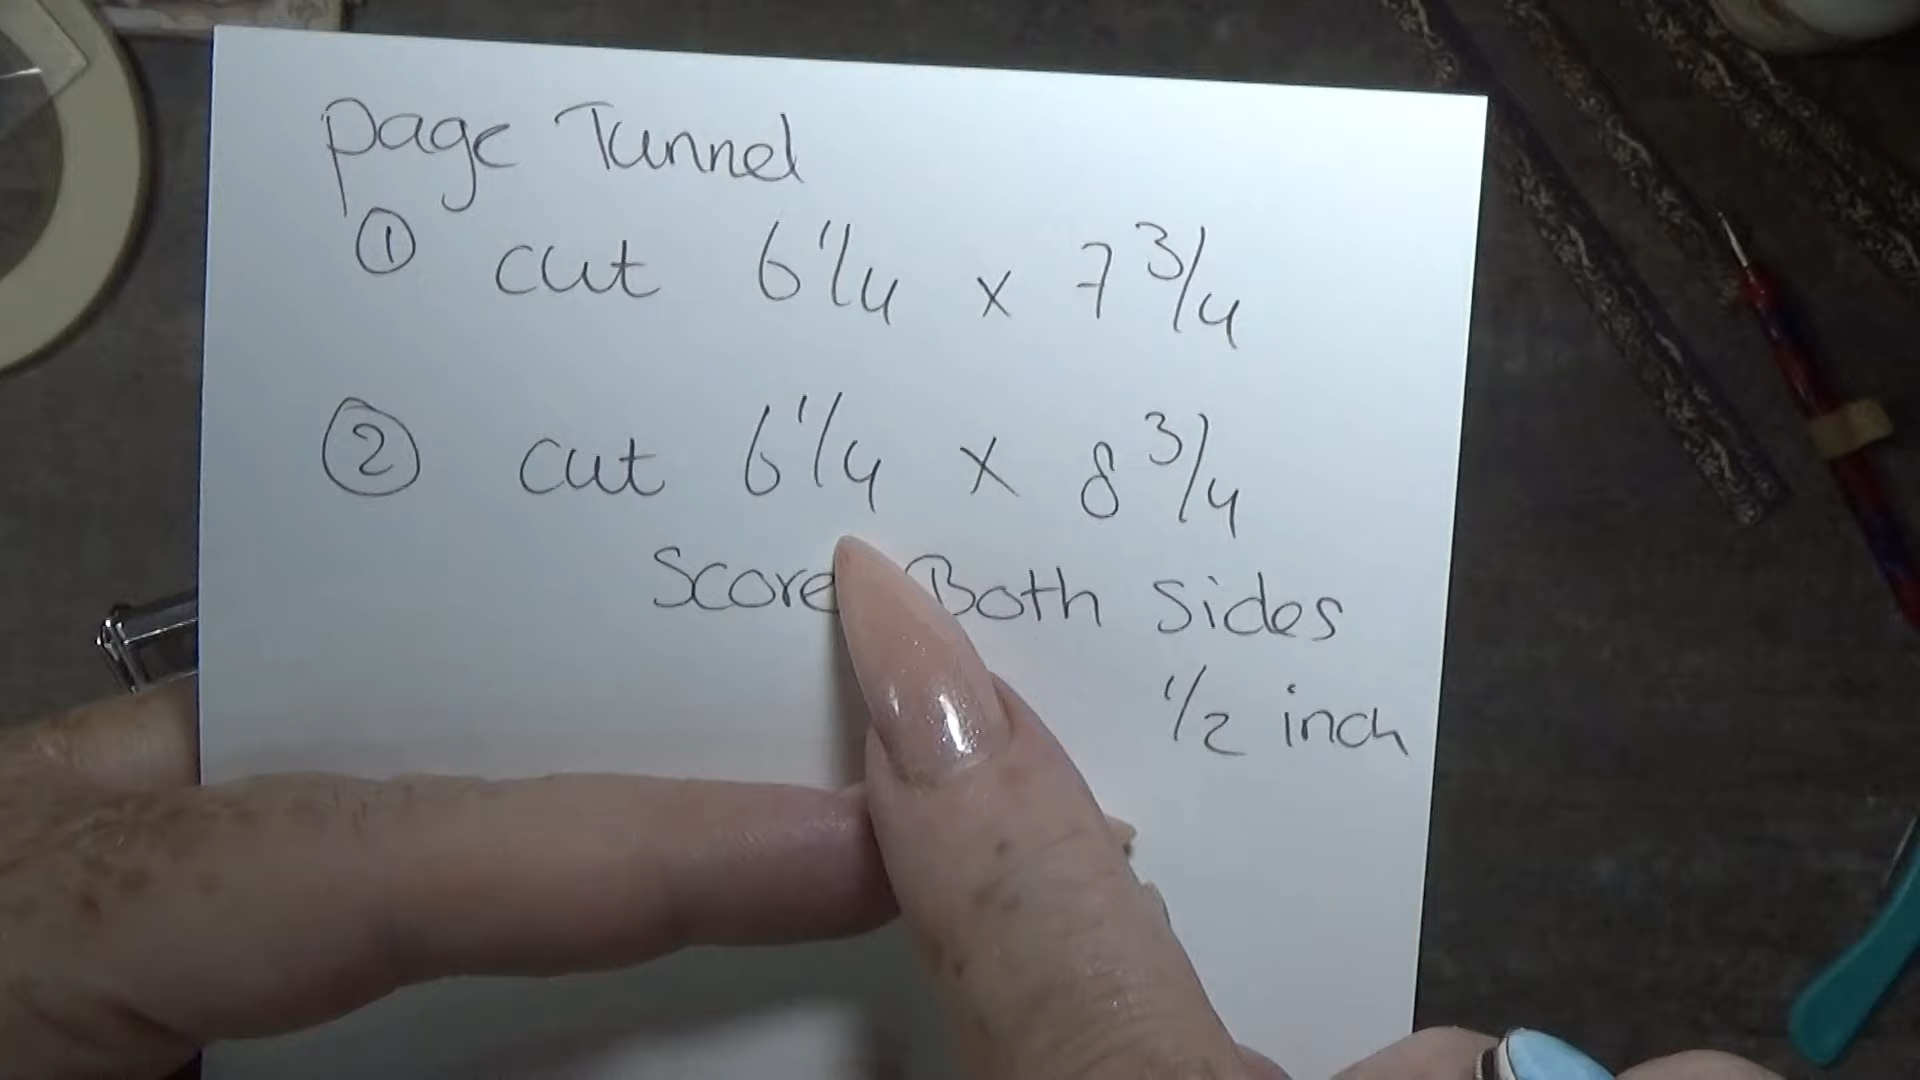 page Tunnel
① cut 6 1/4 x 7 3/4
② cut 6 1/4 x 8 3/4
Score Both sides
1/2 inch